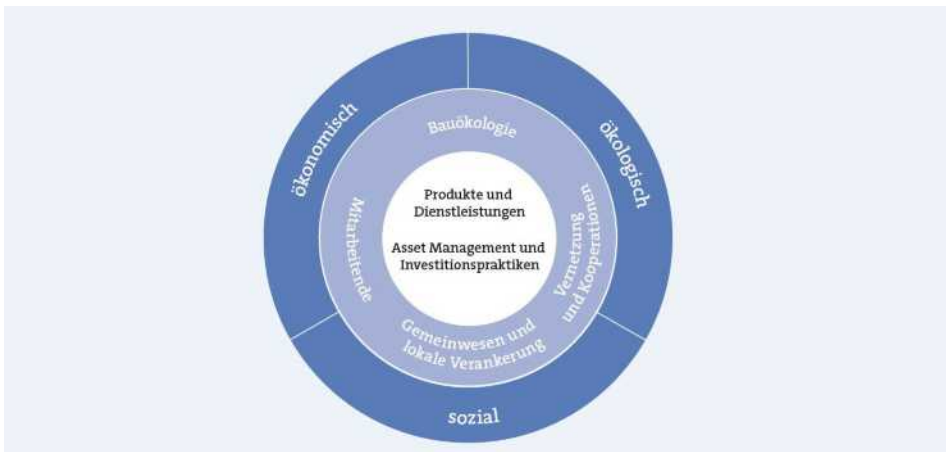 ökonomisch
ökologisch
Bauökologie
Mitarbeitende
Produkte und
Dienstleistungen
Asset Management und
Investitionspraktiken
Vernetzung
und Kooperationen
Gemeinwesen und
lokale Verankerung
sozial